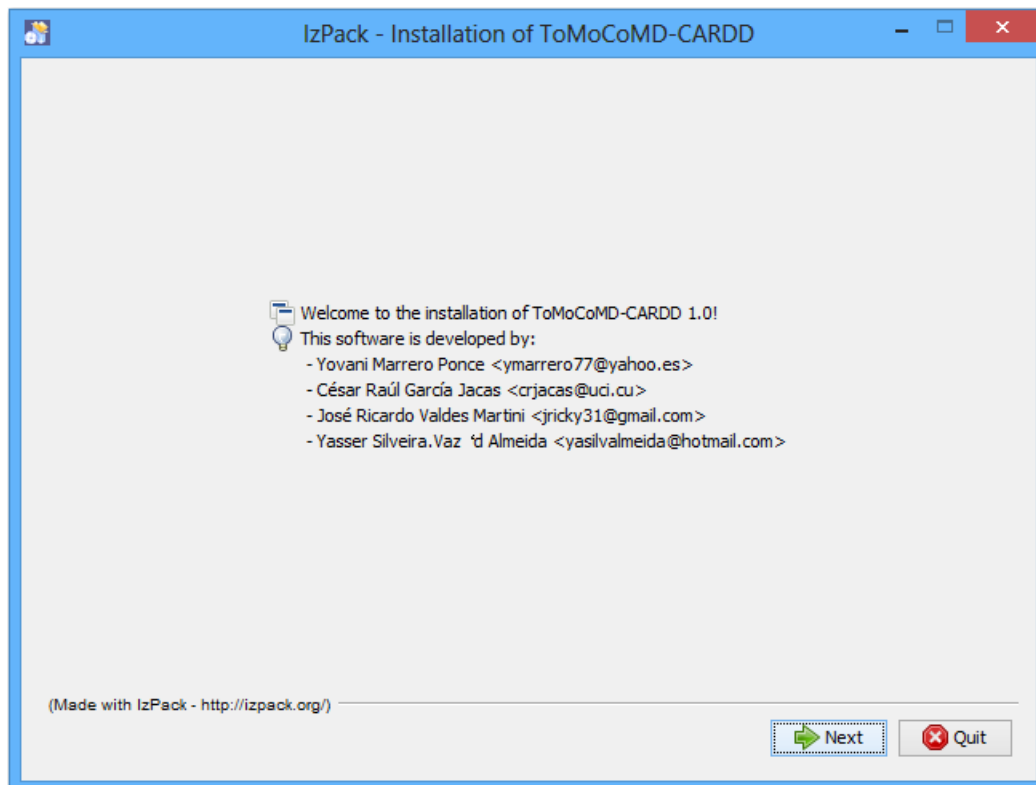 IzPack - Installation of ToMoCoMD-CARDD
Welcome to the installation of ToMoCoMD-CARDD 1.0!
This software is developed by:
- Yovani Marrero Ponce <ymarrero77@yahoo.es>
- César Raúl García Jacas <crjacas@uci.cu>
- José Ricardo Valdes Martini <jricky31@gmail.com>
- Yasser Silveira.Vaz ‘d Almeida <yasilvalmeida@hotmail.com>
(Made with IzPack - http://izpack.org/)
Next
Quit